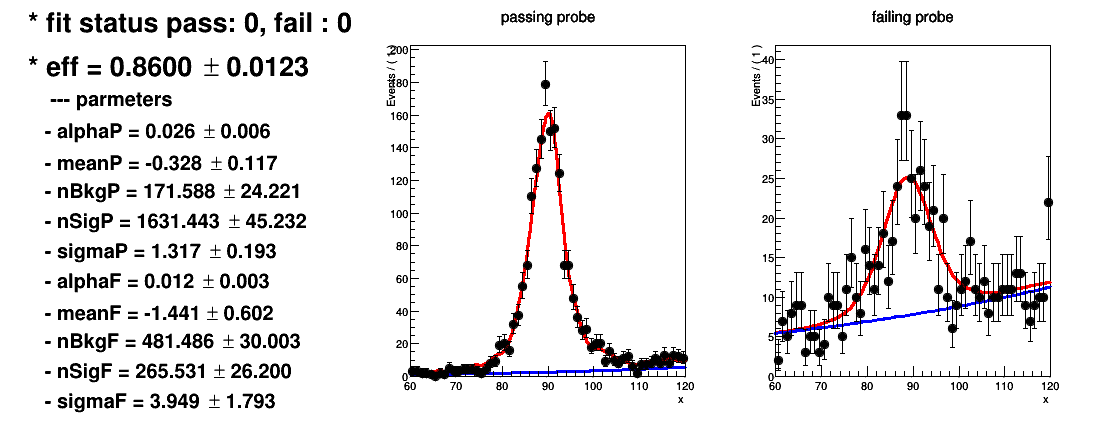 * fit status pass: 0, fail : 0
* eff = 0.8600 ± 0.0123
--- parmeters
- alphaP = 0.026 ± 0.006
- meanP = -0.328 ± 0.117
- nBkgP = 171.588 ± 24.221
- nSigP = 1631.443 ± 45.232
- sigmaP = 1.317 ± 0.193
- alphaF = 0.012 ± 0.003
- meanF = -1.441 ± 0.602
- nBkgF = 481.486 ± 30.003
- nSigF = 265.531 ± 26.200
- sigmaF = 3.949 ± 1.793
passing probe
Events / ( 1 )
200
180
160
140
120
100
80
60
40
20
0
60 70 80 90 100 110 120
x
failing probe
Events / ( 1 )
40
35
30
25
20
15
10
5
0
60 70 80 90 100 110 120
x